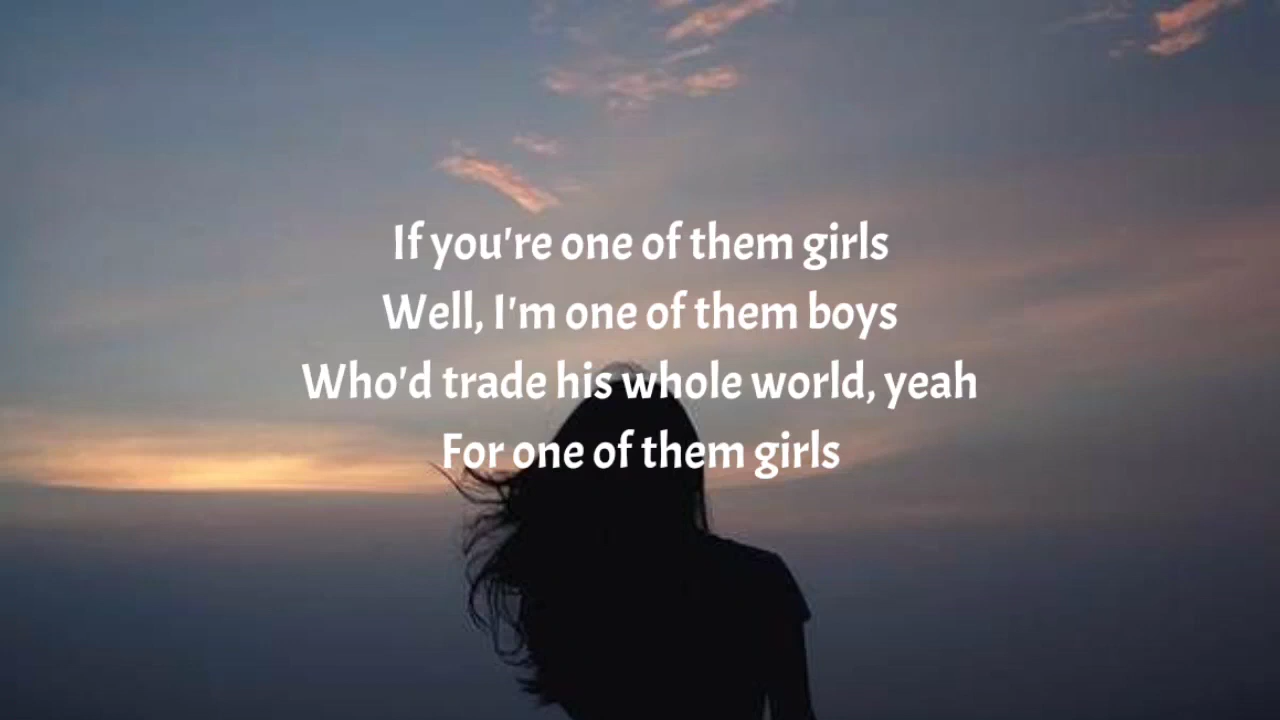 If you're one of them girls
Well, I'm one of them boys
Who'd trade his whole world, yeah
For one of them girls